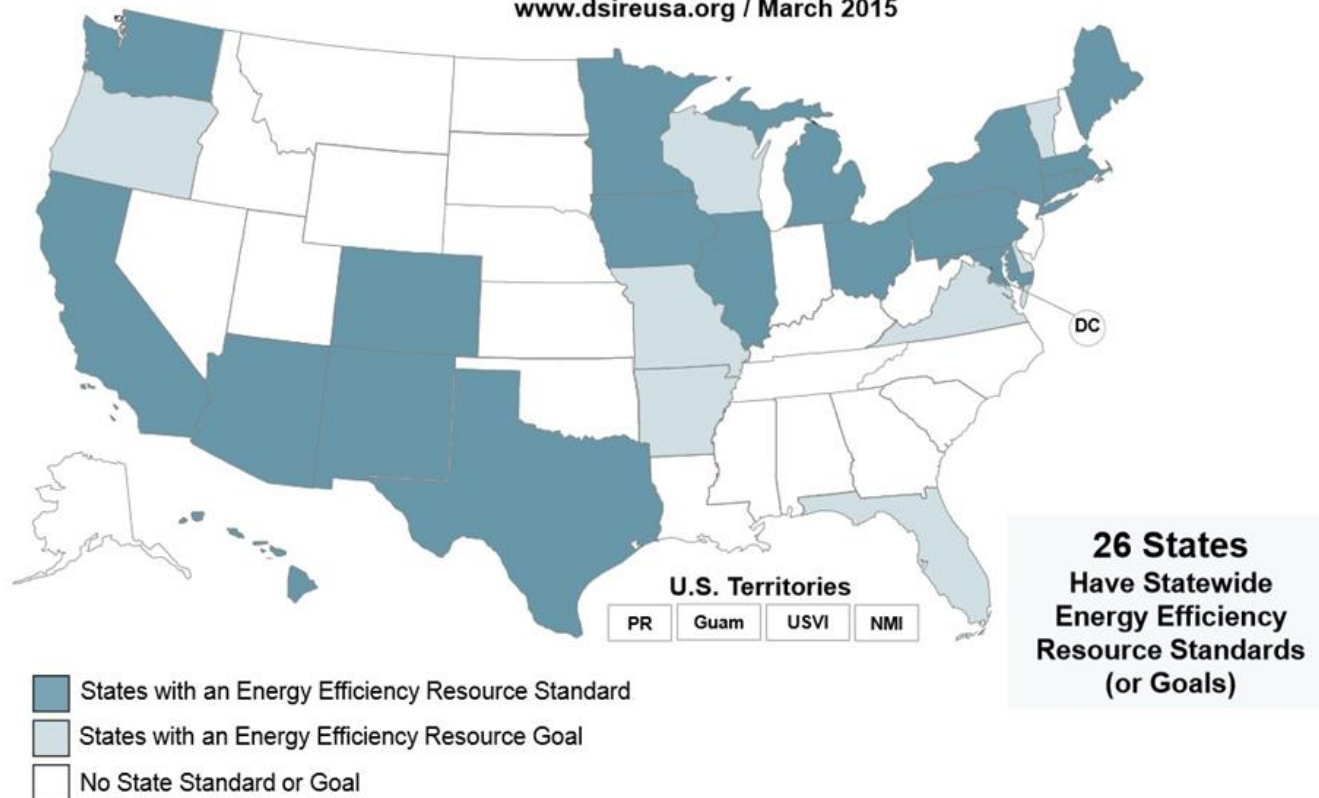 www.dsireusa.org / March 2015
DC
U.S. Territories
PR Guam USVI NMI
26 States
Have Statewide
Energy Efficiency
Resource Standards
(or Goals)
States with an Energy Efficiency Resource Standard
States with an Energy Efficiency Resource Goal
No State Standard or Goal